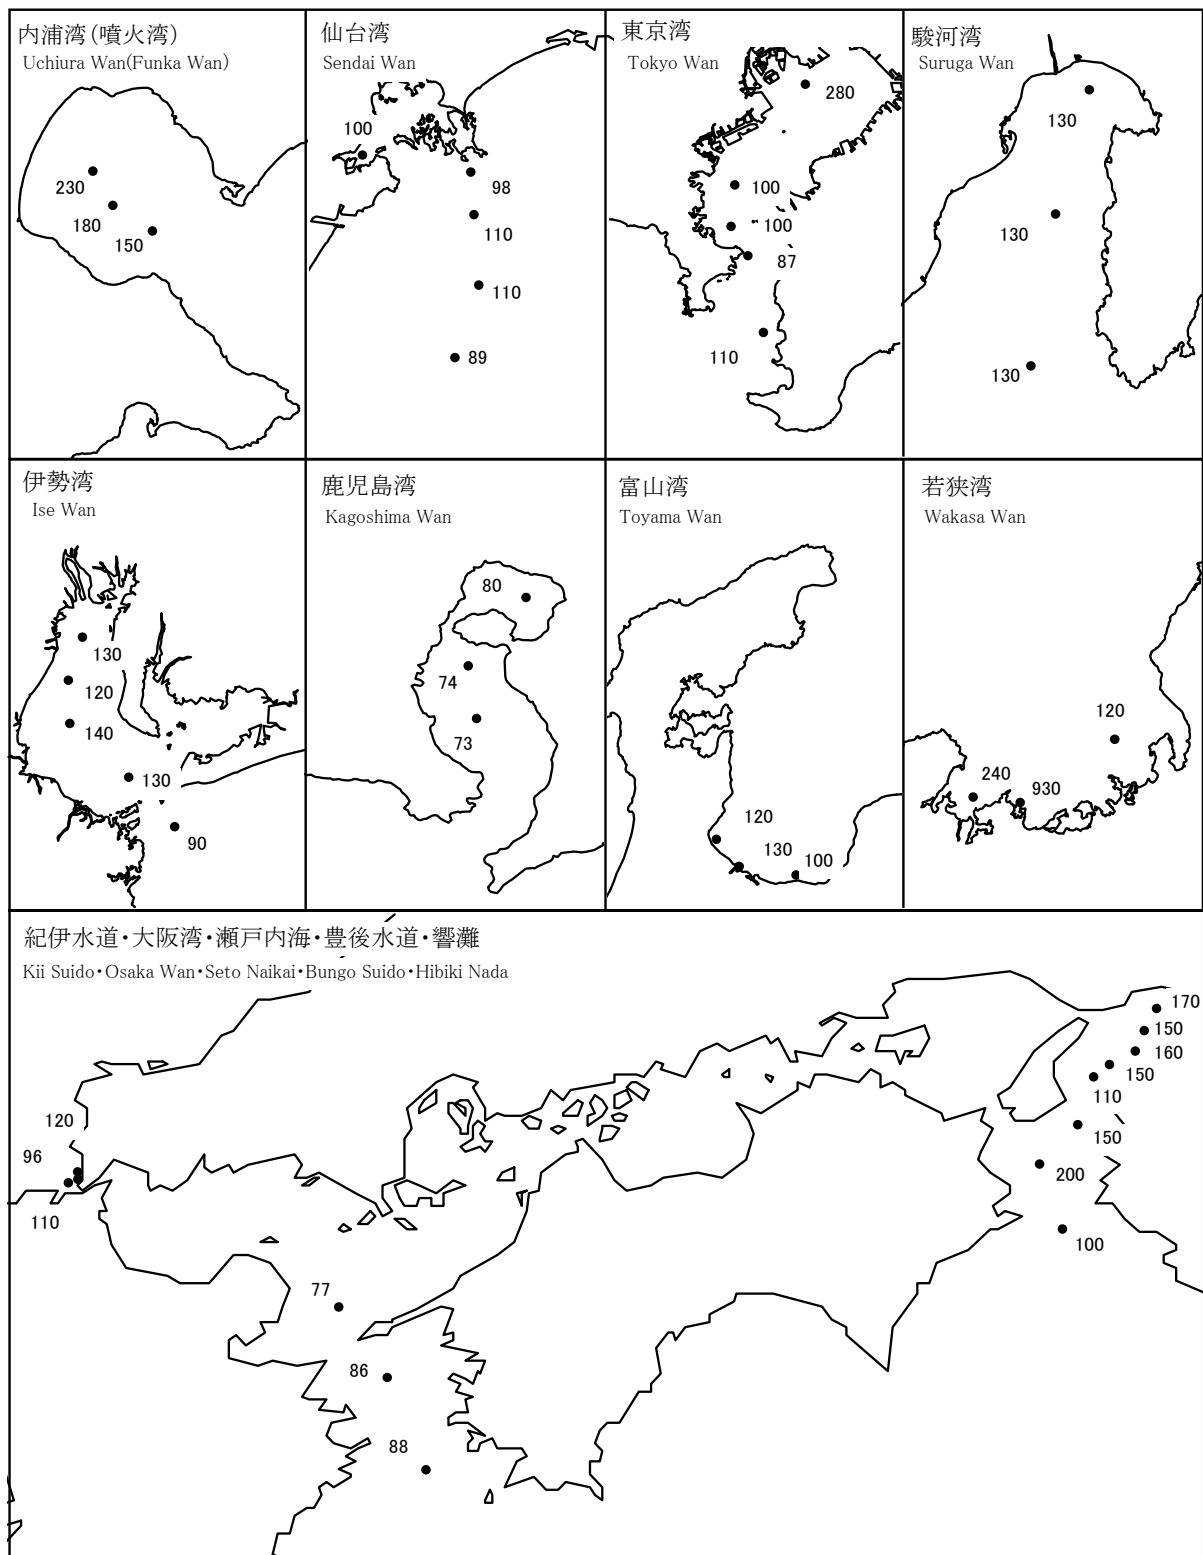 内浦湾(噴火湾)
Uchiura Wan(Funka Wan)
230
180
150
仙台湾
Sendai Wan
100
98
110
110
89
東京湾
Tokyo Wan
280
100
100
87
110
駿河湾
Suruga Wan
130
130
130
伊勢湾
Ise Wan
130
120
140
130
90
鹿児島湾
Kagoshima Wan
80
74
73
富山湾
Toyama Wan
120
130
100
若狭湾
Wakasa Wan
120
240
930
紀伊水道・大阪湾・瀬戸内海・豊後水道・響灘
Kii Suido・Osaka Wan・Seto Naikai・Bungo Suido・Hibiki Nada
170
150
160
150
110
150
200
100
120
96
110
77
86
88